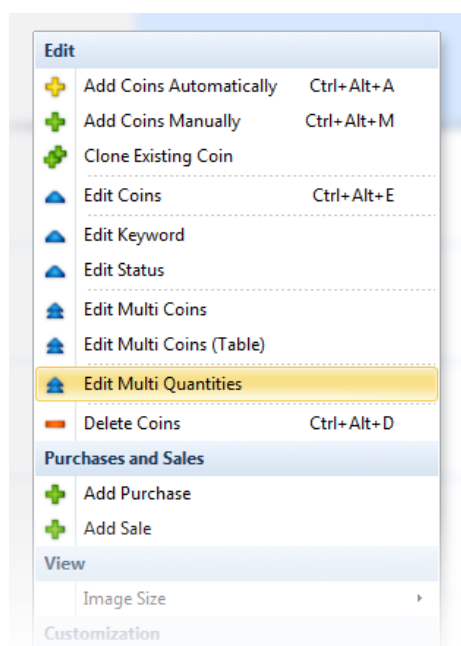 Edit
Add Coins Automatically Ctrl+Alt+A
Add Coins Manually Ctrl+Alt+M
Clone Existing Coin
Edit Coins Ctrl+Alt+E
Edit Keyword
Edit Status
Edit Multi Coins
Edit Multi Coins (Table)
Edit Multi Quantities
Delete Coins Ctrl+Alt+D
Purchases and Sales
Add Purchase
Add Sale
View
Image Size
Customization